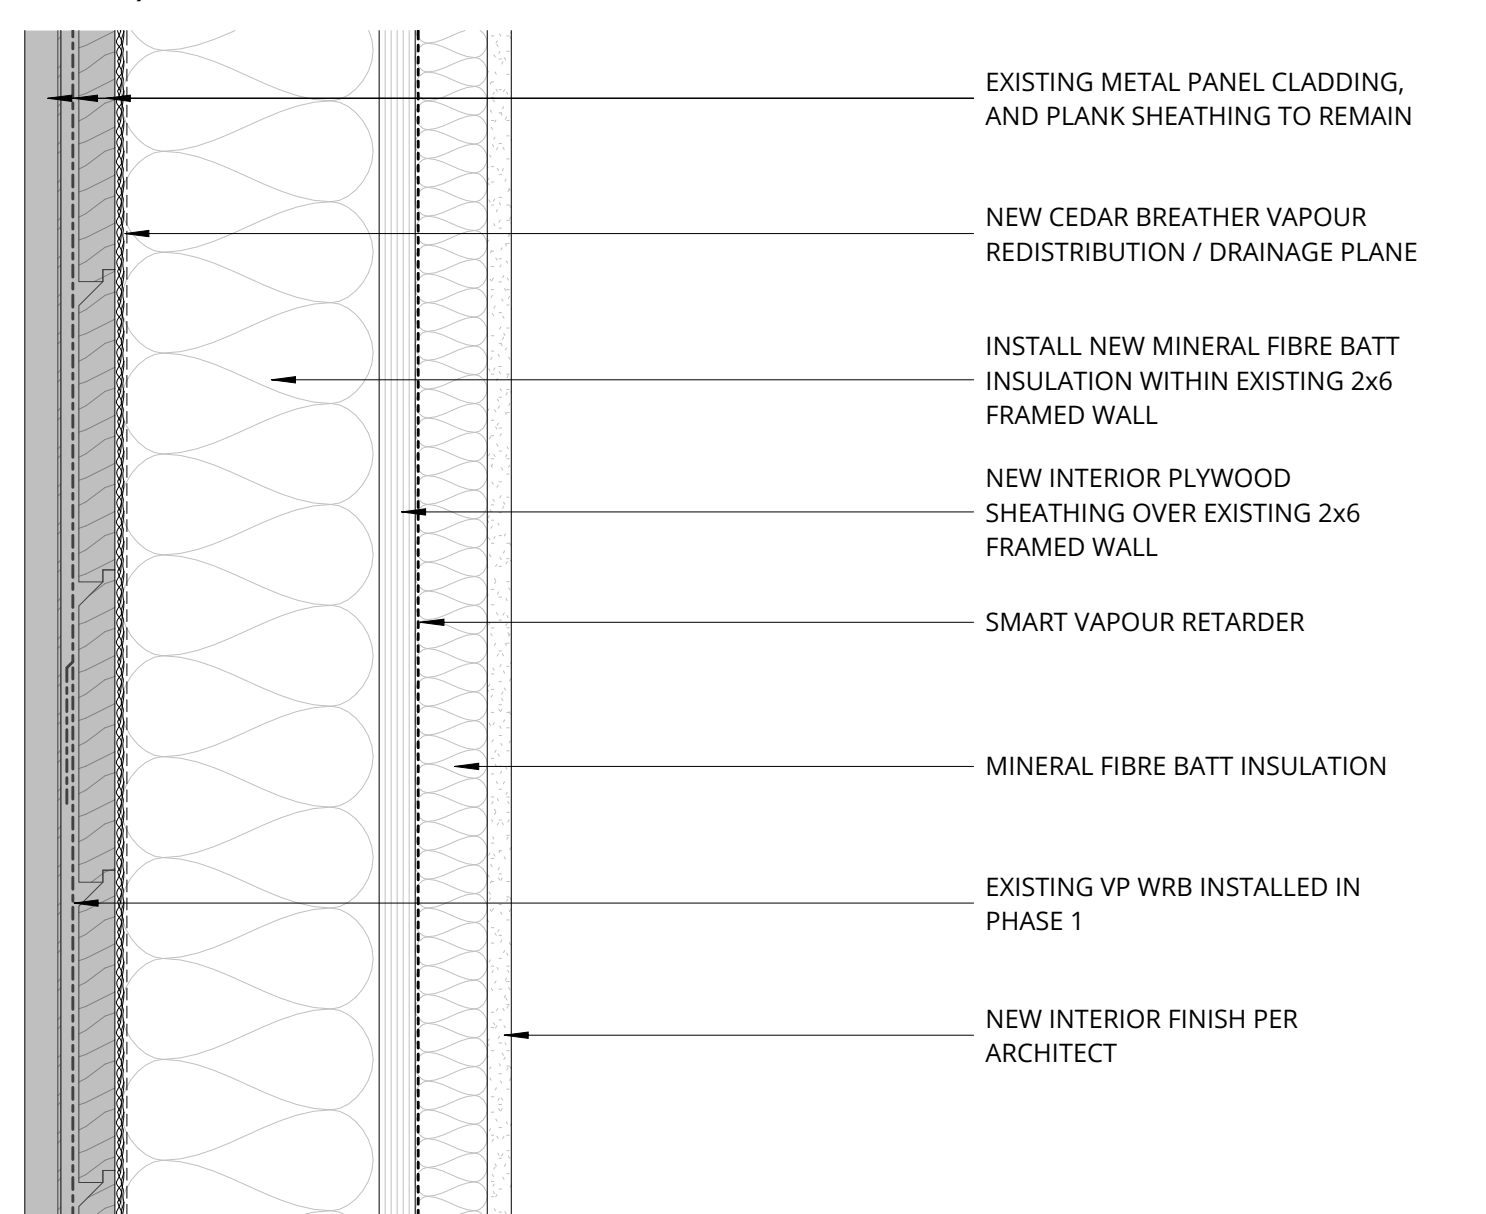 EXISTING METAL PANEL CLADDING,
AND PLANK SHEATHING TO REMAIN
NEW CEDAR BREATHER VAPOUR
REDISTRIBUTION / DRAINAGE PLANE
INSTALL NEW MINERAL FIBRE BATT
INSULATION WITHIN EXISTING 2x6
FRAMED WALL
NEW INTERIOR PLYWOOD
SHEATHING OVER EXISTING 2x6
FRAMED WALL
SMART VAPOUR RETARDER
MINERAL FIBRE BATT INSULATION
EXISTING VP WRB INSTALLED IN
PHASE 1
NEW INTERIOR FINISH PER
ARCHITECT